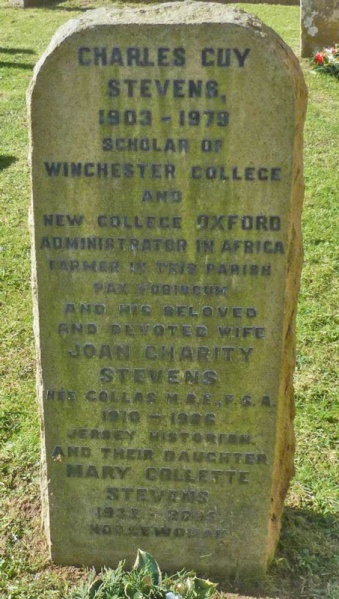 CHARLES GUY
STEVENS,
1903 - 1979
SCHOLAR OF
WINCHESTER COLLEGE
AND
NEW COLLEGE OXFORD
ADMINISTRATOR IN AFRICA
FARMER IN THIS PARISH
PAX VOBISCUM
AND HIS BELOVED
AND DEVOTED WIFE
JOAN CHARITY
STEVENS
NÉE COLLAS M.B.E., F.S.A.
1910 - 1986
JERSEY HISTORIAN,
AND THEIR DAUGHTER
MARY COLLETTE
STEVENS
HORSEWOMAN